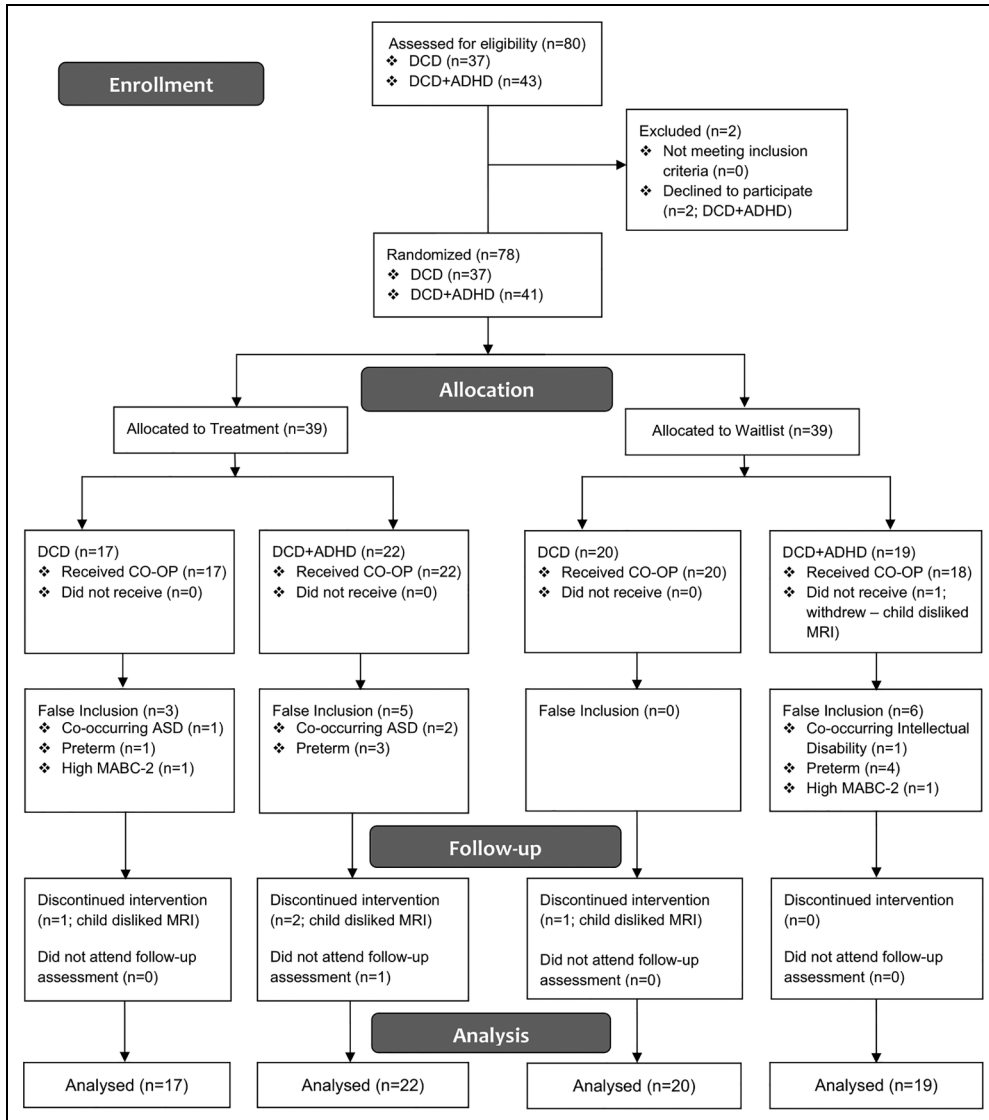 Enrollment
Assessed for eligibility (n=80)
❖ DCD (n=37)
❖ DCD+ADHD (n=43)
Excluded (n=2)
❖ Not meeting inclusion
criteria (n=0)
❖ Declined to participate
(n=2; DCD+ADHD)
Randomized (n=78)
❖ DCD (n=37)
❖ DCD+ADHD (n=41)
Allocation
Allocated to Treatment (n=39)
Allocated to Waitlist (n=39)
DCD (n=17)
❖ Received CO-OP (n=17)
❖ Did not receive (n=0)
DCD+ADHD (n=22)
❖ Received CO-OP (n=22)
❖ Did not receive (n=0)
DCD (n=20)
❖ Received CO-OP (n=20)
❖ Did not receive (n=0)
DCD+ADHD (n=19)
❖ Received CO-OP (n=18)
❖ Did not receive (n=1;
withdrew – child disliked
MRI)
False Inclusion (n=3)
❖ Co-occurring ASD (n=1)
❖ Preterm (n=1)
❖ High MABC-2 (n=1)
False Inclusion (n=5)
❖ Co-occurring ASD (n=2)
❖ Preterm (n=3)
False Inclusion (n=0)
False Inclusion (n=6)
❖ Co-occurring Intellectual
Disability (n=1)
❖ Preterm (n=4)
❖ High MABC-2 (n=1)
Follow-up
Discontinued intervention
(n=1; child disliked MRI)
Did not attend follow-up
assessment (n=0)
Discontinued intervention
(n=2; child disliked MRI)
Did not attend follow-up
assessment (n=1)
Discontinued intervention
(n=1; child disliked MRI)
Did not attend follow-up
assessment (n=0)
Discontinued intervention
(n=0)
Did not attend follow-up
assessment (n=0)
Analysis
Analysed (n=17)
Analysed (n=22)
Analysed (n=20)
Analysed (n=19)